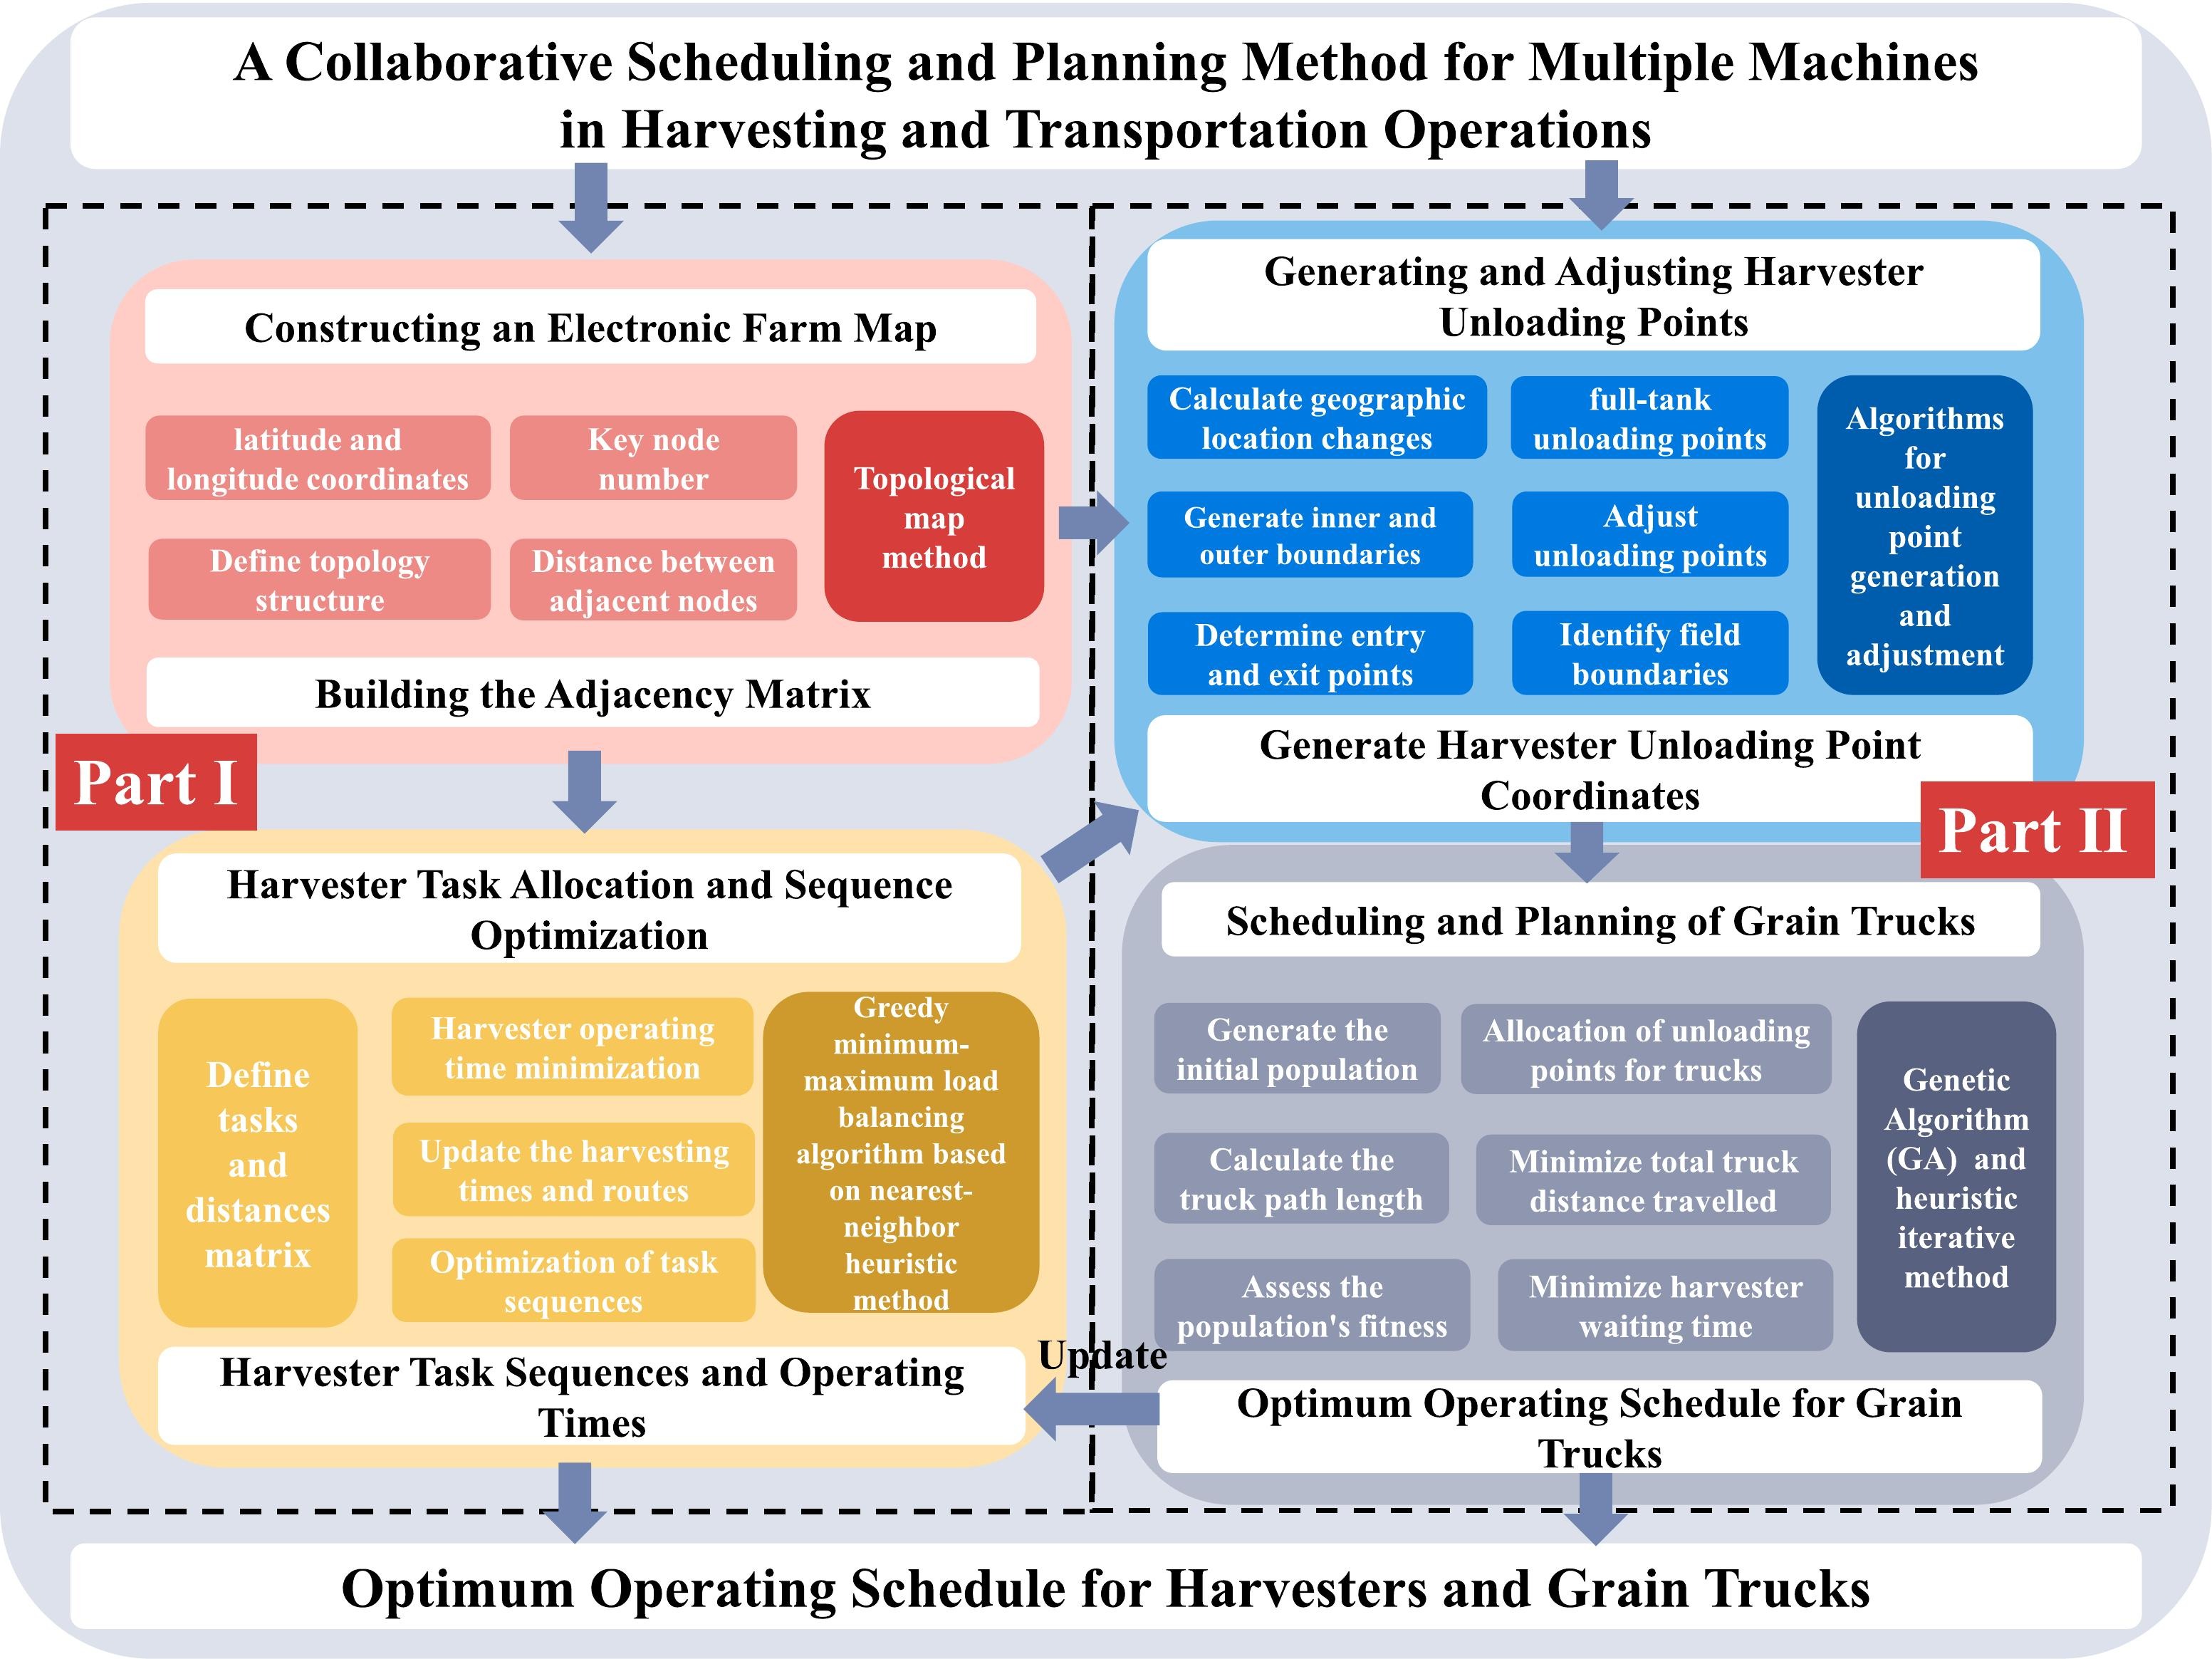 A Collaborative Scheduling and Planning Method for Multiple Machines
in Harvesting and Transportation Operations
Constructing an Electronic Farm Map
latitude and
longitude coordinates
Key node
number
Define topology
structure
Distance between
adjacent nodes
Topological
map
method
Building the Adjacency Matrix
Part I
Harvester Task Allocation and Sequence
Optimization
Define
tasks
and
distances
matrix
Harvester operating
time minimization
Update the harvesting
times and routes
Optimization of task
sequences
Greedy
minimum-
maximum load
balancing
algorithm based
on nearest-
neighbor
heuristic
method
Harvester Task Sequences and Operating
Times
Generating and Adjusting Harvester
Unloading Points
Calculate geographic
location changes
full-tank
unloading points
Generate inner and
outer boundaries
Adjust
unloading points
Determine entry
and exit points
Identify field
boundaries
Algorithms
for
unloading
point
generation
and
adjustment
Generate Harvester Unloading Point
Coordinates
Part II
Scheduling and Planning of Grain Trucks
Generate the
initial population
Allocation of unloading
points for trucks
Calculate the
truck path length
Minimize total truck
distance travelled
Assess the
population's fitness
Minimize harvester
waiting time
Genetic
Algorithm
(GA) and
heuristic
iterative
method
Update
Optimum Operating Schedule for Grain
Trucks
Optimum Operating Schedule for Harvesters and Grain Trucks